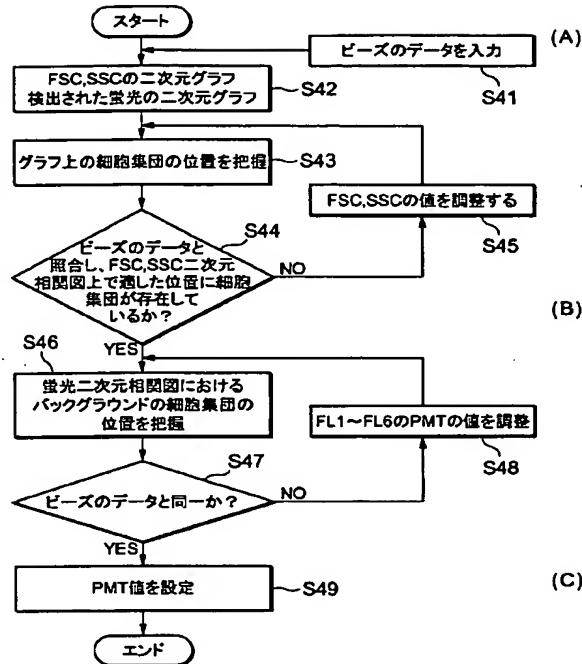 スタート
(A)
ビーズのデータを入力
S41
FSC,SSCの二次元グラフ
検出された蛍光の二次元グラフ
S42
グラフ上の細胞集団の位置を把握
S43
FSC,SSCの値を調整する
S45
S44
ビーズのデータと
照合し、FSC,SSC二次元
相関図上で適した位置に細胞
集団が存在して
いるか?
NO
YES
(B)
S46
蛍光二次元相関図における
バックグラウンドの細胞集団の
位置を把握
FL1~FL6のPMTの値を調整
S48
S47
ビーズのデータと同一か?
NO
YES
PMT値を設定
S49
(C)
エンド